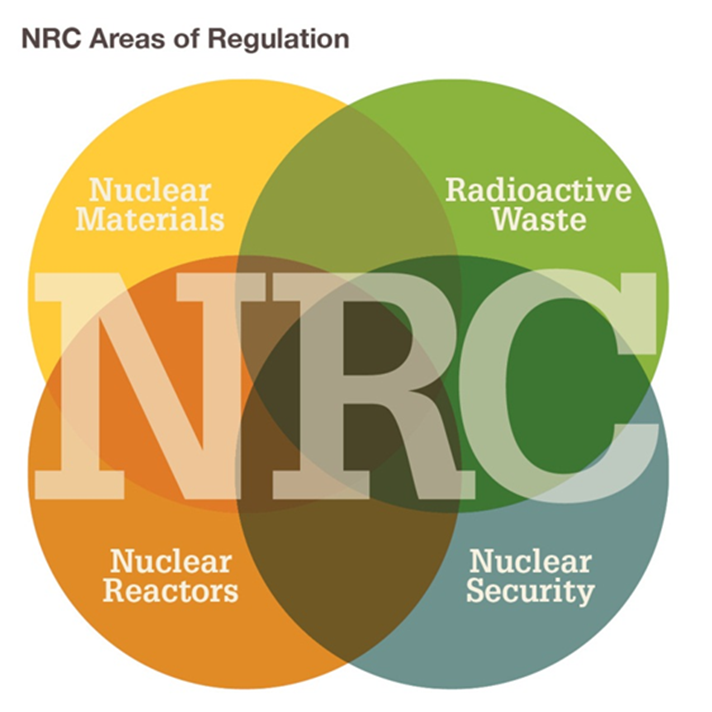 NRC Areas of Regulation
Nuclear
Materials
Radioactive
Waste
NRC
Nuclear
Reactors
Nuclear
Security